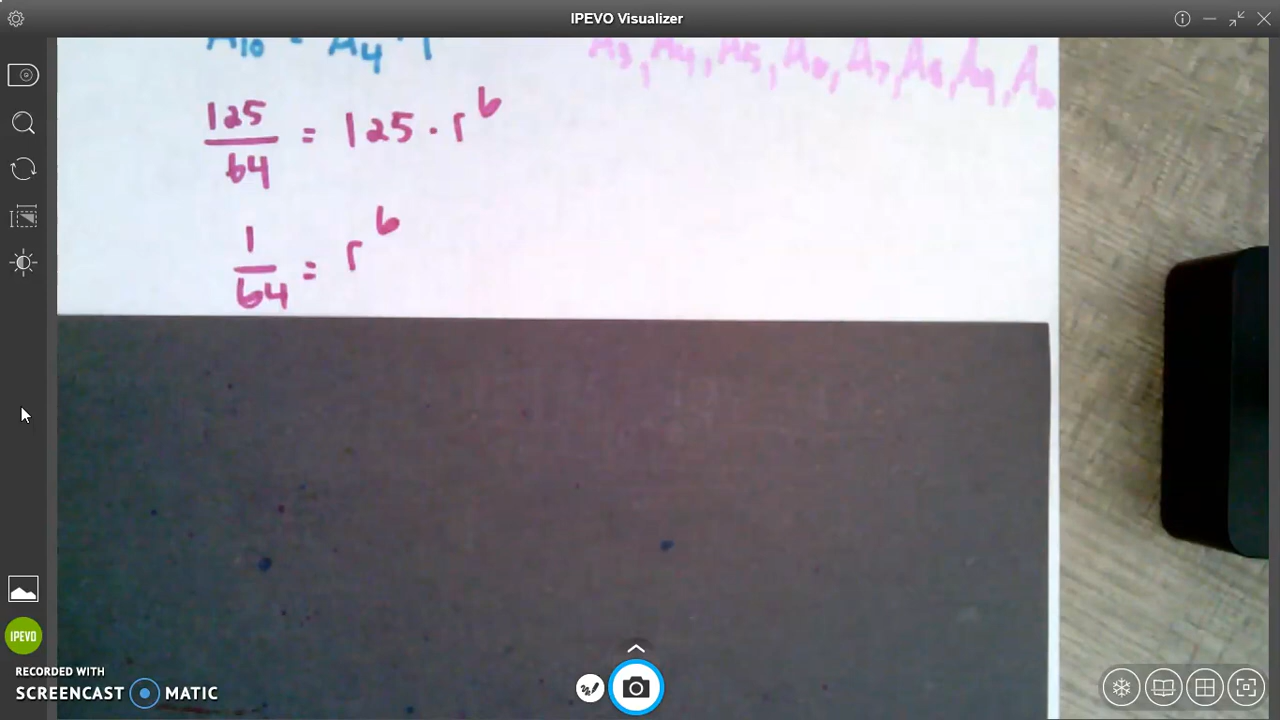 IPEVO Visualizer
A₁₀ = A₄ · r
A₃, A₄, A₅, A₆, A₇, A₈, A₉, A
125/64 = 125 · r⁶
1/64 = r⁶
IPEVO
RECORDED WITH
SCREENCAST MATIC